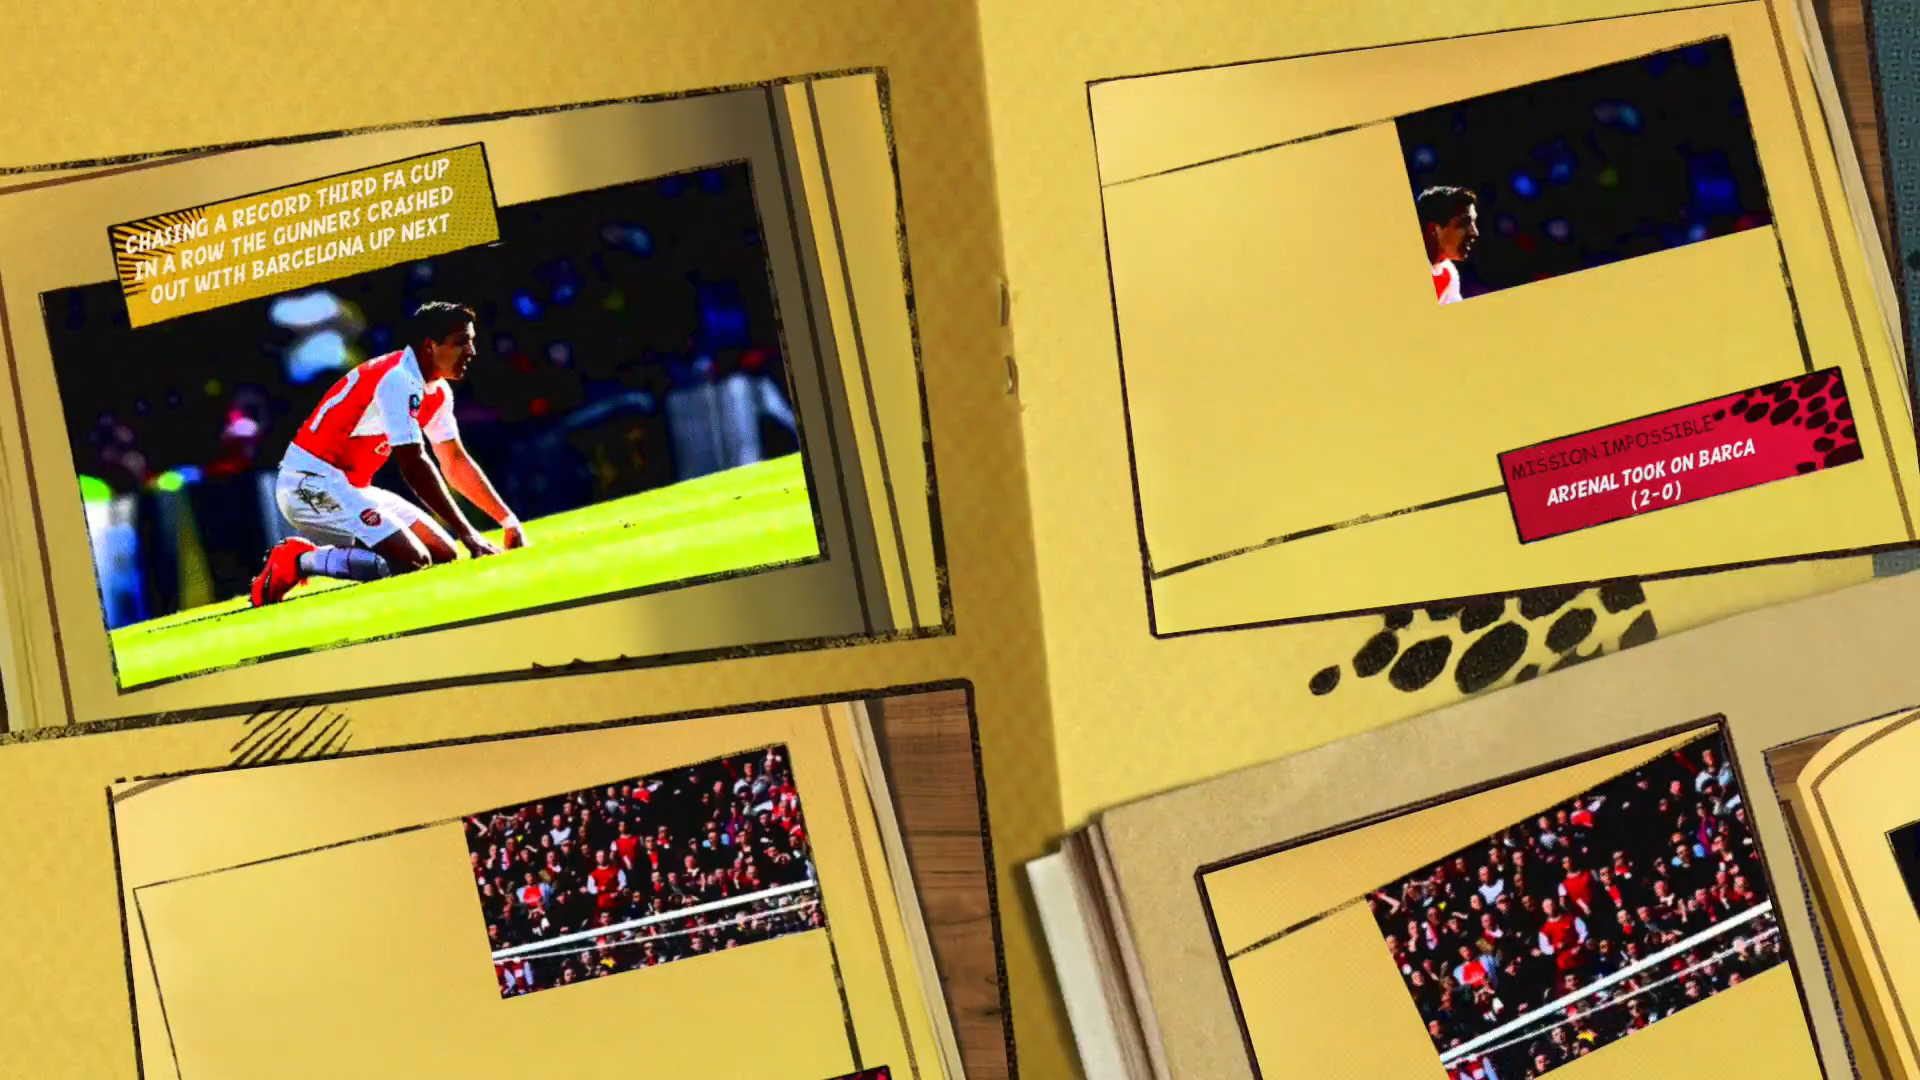 CHASING A RECORD THIRD FA CUP
IN A ROW THE GUNNERS CRASHED
OUT WITH BARCELONA UP NEXT
MISSION IMPOSSIBLE
ARSENAL TOOK ON BARCA
(2-0)